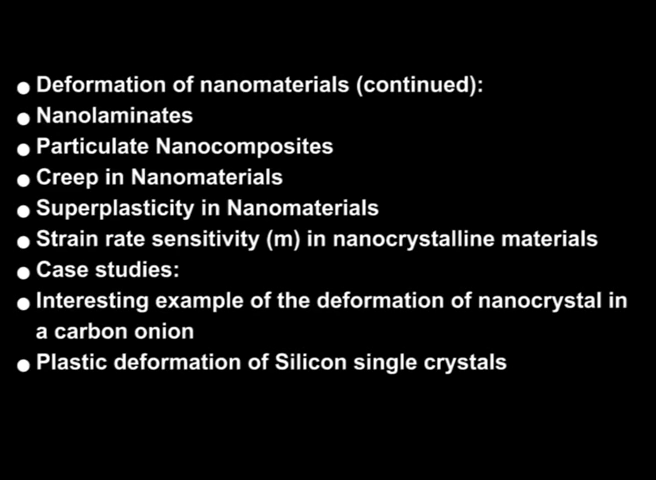 ● Deformation of nanomaterials (continued):
● Nanolaminates
● Particulate Nanocomposites
● Creep in Nanomaterials
● Superplasticity in Nanomaterials
● Strain rate sensitivity (m) in nanocrystalline materials
● Case studies:
● Interesting example of the deformation of nanocrystal in
a carbon onion
● Plastic deformation of Silicon single crystals